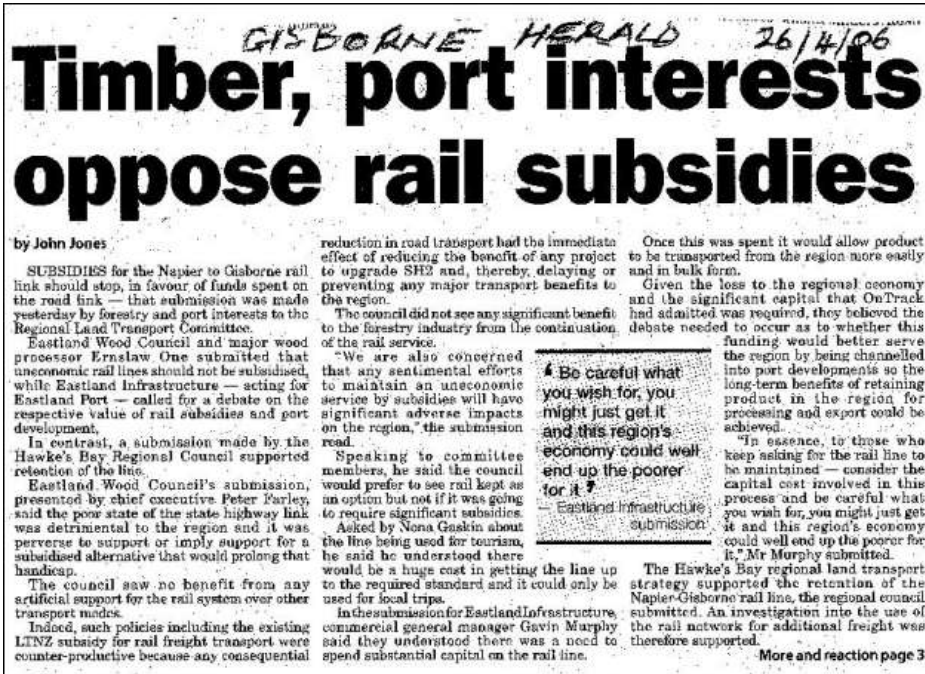 GISBORNE HERALD 26/4/06
Timber, port interests
oppose rail subsidies
by John Jones
SUBSIDIES for the Napier to Gisborne rail
link should stop, in favour of funds spent on
the road link — that submission was made
yesterday by forestry and port interests to the
Regional Land Transport Committee.
Eastland Wood Council and major wood
processor Ernslaw One submitted that
uneconomic rail lines should not be subsidised,
while Eastland Infrastructure — acting for
Eastland Port — called for a debate on the
respective value of rail subsidies and port
development.
In contrast, a submission made by the
Hawke's Bay Regional Council supported
retention of the line.
Eastland Wood Council's submission,
presented by chief executive Peter Farley,
said the poor state of the state highway link
was detrimental to the region and it was
perverse to support or imply support for a
subsidised alternative that would prolong that
handicap.
The council saw no benefit from any
artificial support for the rail system over other
transport modes.
Indeed, such policies including the existing
LTNZ subsidy for rail freight transport were
counter-productive because any consequential
reduction in road transport had the immediate
effect of reducing the benefit of any project
to upgrade SH2 and, thereby, delaying or
preventing any major transport benefits to
the region.
The council did not see any significant benefit
to the forestry industry from the continuation
of the rail service.
"We are also concerned
that any sentimental efforts
to maintain an uneconomic
service by subsidies will have
significant adverse impacts
on the region," the submission
read.
Speaking to committee
members, he said the council
would prefer to see rail kept as
an option but not if it was going
to require significant subsidies.
Asked by Nona Gaskin about
the line being used for tourism,
he said he understood there
would be a huge cost in getting the line up
to the required standard and it could only be
used for local trips.
In the submission for Eastland Infrastructure,
commercial general manager Gavin Murphy
said they understood there was a need to
spend substantial capital on the rail line.
‘ Be careful what
you wish for, you
might just get it
and this region's
economy could well
end up the poorer
for it ’
— Eastland Infrastructure
submission
Once this was spent it would allow product
to be transported from the region more easily
and in bulk form.
Given the loss to the regional economy
and the significant capital that OnTrack
had admitted was required, they believed the
debate needed to occur as to whether this
funding would better serve
the region by being channelled
into port developments so the
long-term benefits of retaining
product in the region for
processing and export could be
achieved.
"In essence, to those who
keep asking for the rail line to
be maintained — consider the
capital cost involved in this
process and be careful what
you wish for, you might just get
it and this region's economy
could well end up the poorer for
it," Mr Murphy submitted.
The Hawke's Bay regional land transport
strategy supported the retention of the
Napier-Gisborne rail line, the regional council
submitted. An investigation into the use of
the rail network for additional freight was
therefore supported.
More and reaction page 3